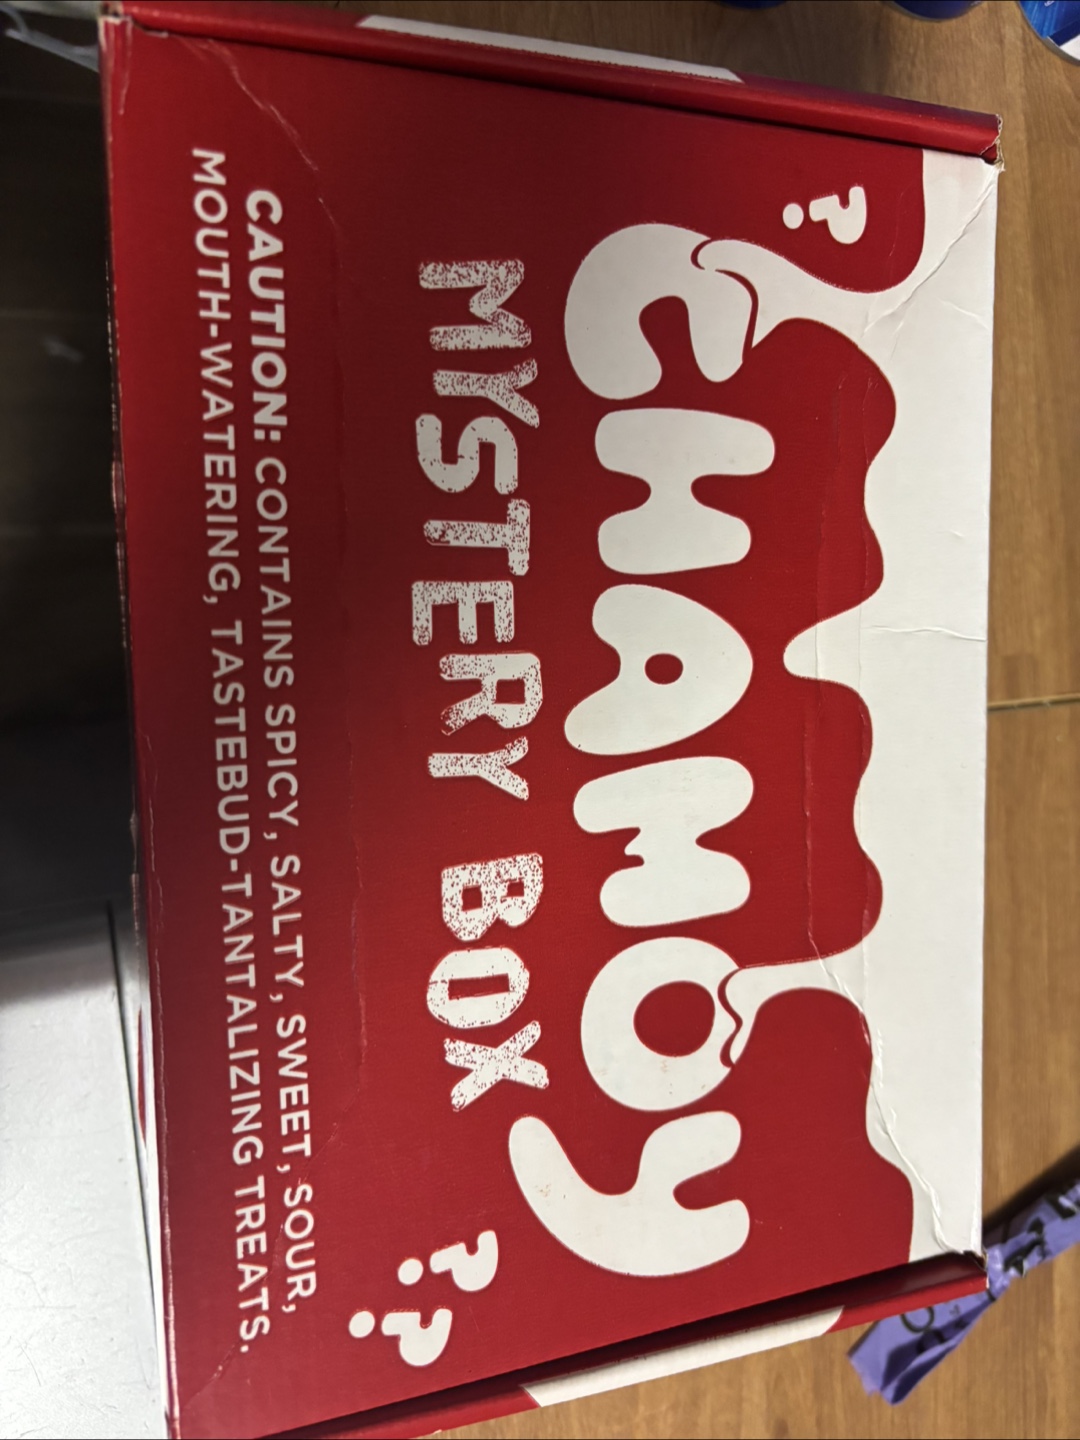 ?
CHAMOY
MYSTERY BOX
??
CAUTION: CONTAINS SPICY, SALTY, SWEET, SOUR,
MOUTH-WATERING, TASTEBUD-TANTALIZING TREATS.